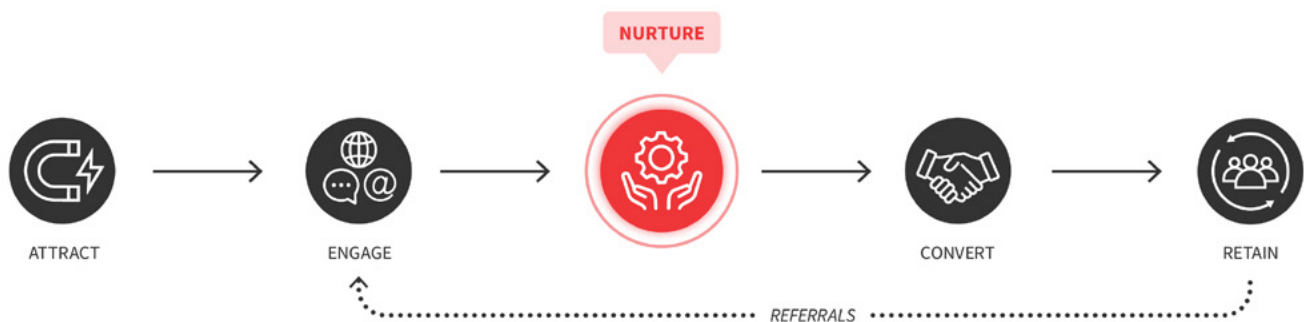 NURTURE
ATTRACT
ENGAGE
CONVERT
RETAIN
REFERRALS